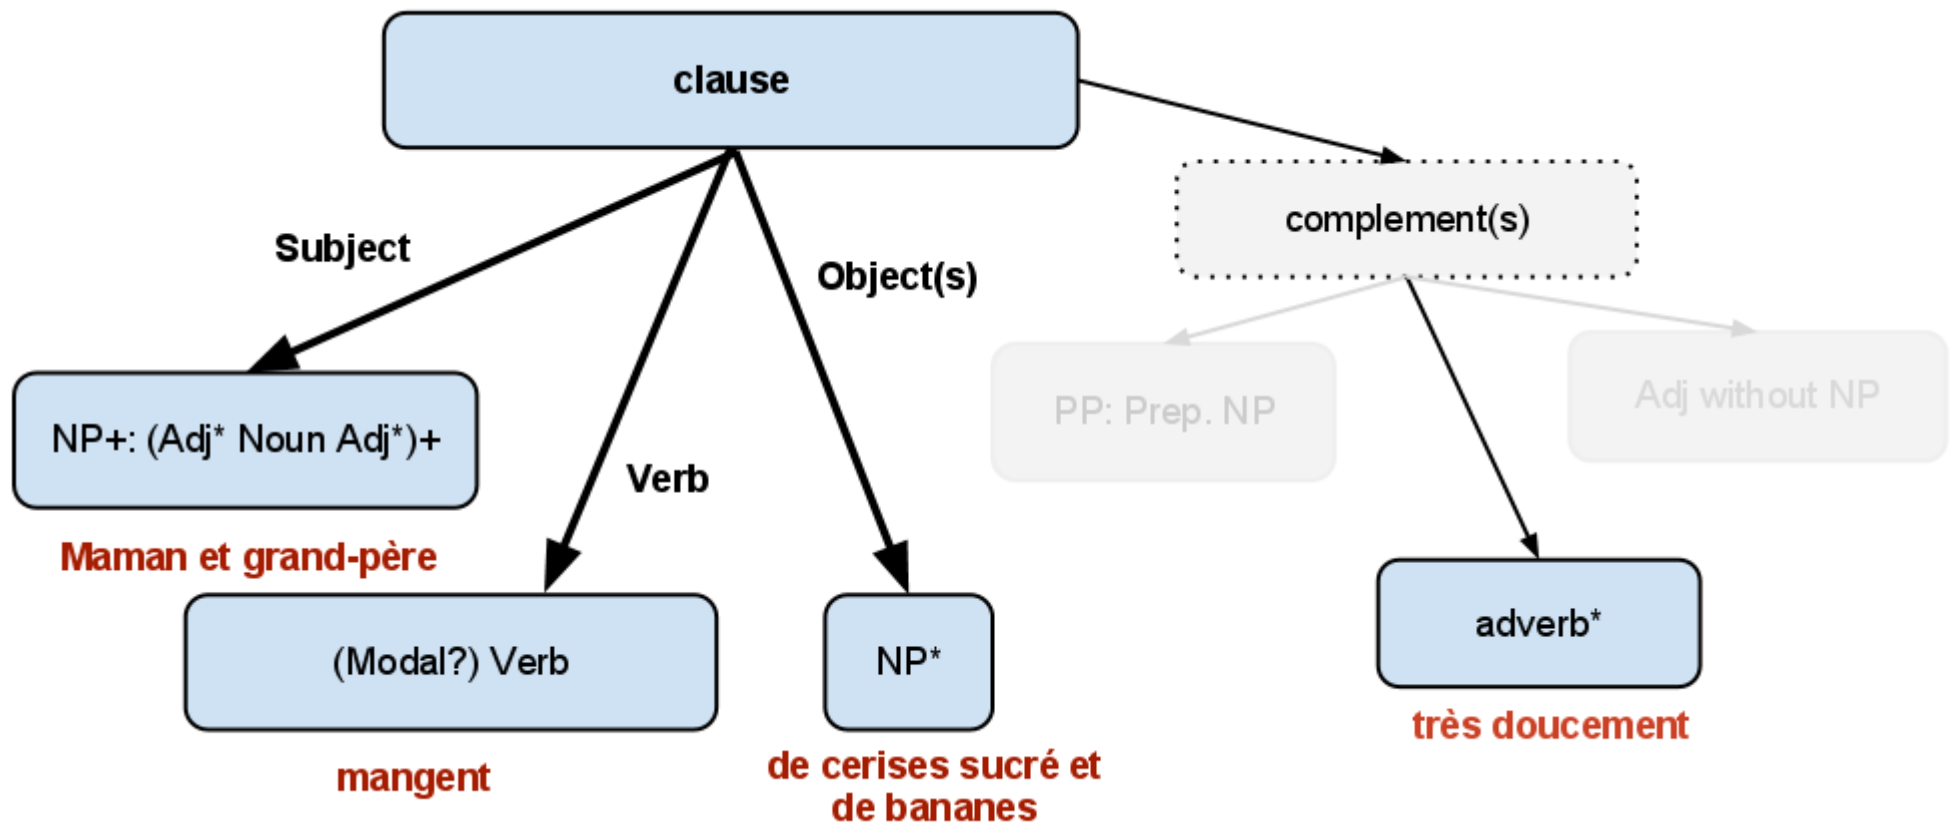 clause
complement(s)
Subject
Object(s)
PP: Prep. NP
Adj without NP
NP+: (Adj* Noun Adj*)+
Verb
Maman et grand-père
(Modal?) Verb
NP*
adverb*
mangent
de cerises sucré et
de bananes
très doucement